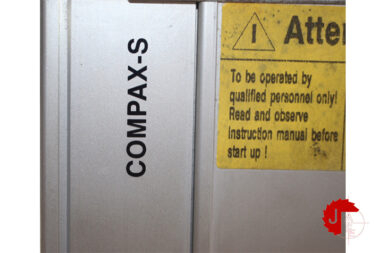 COMPAX-S
Atte
To be operated by
qualified personnel only!
Read and observe
instruction manual before
start up !